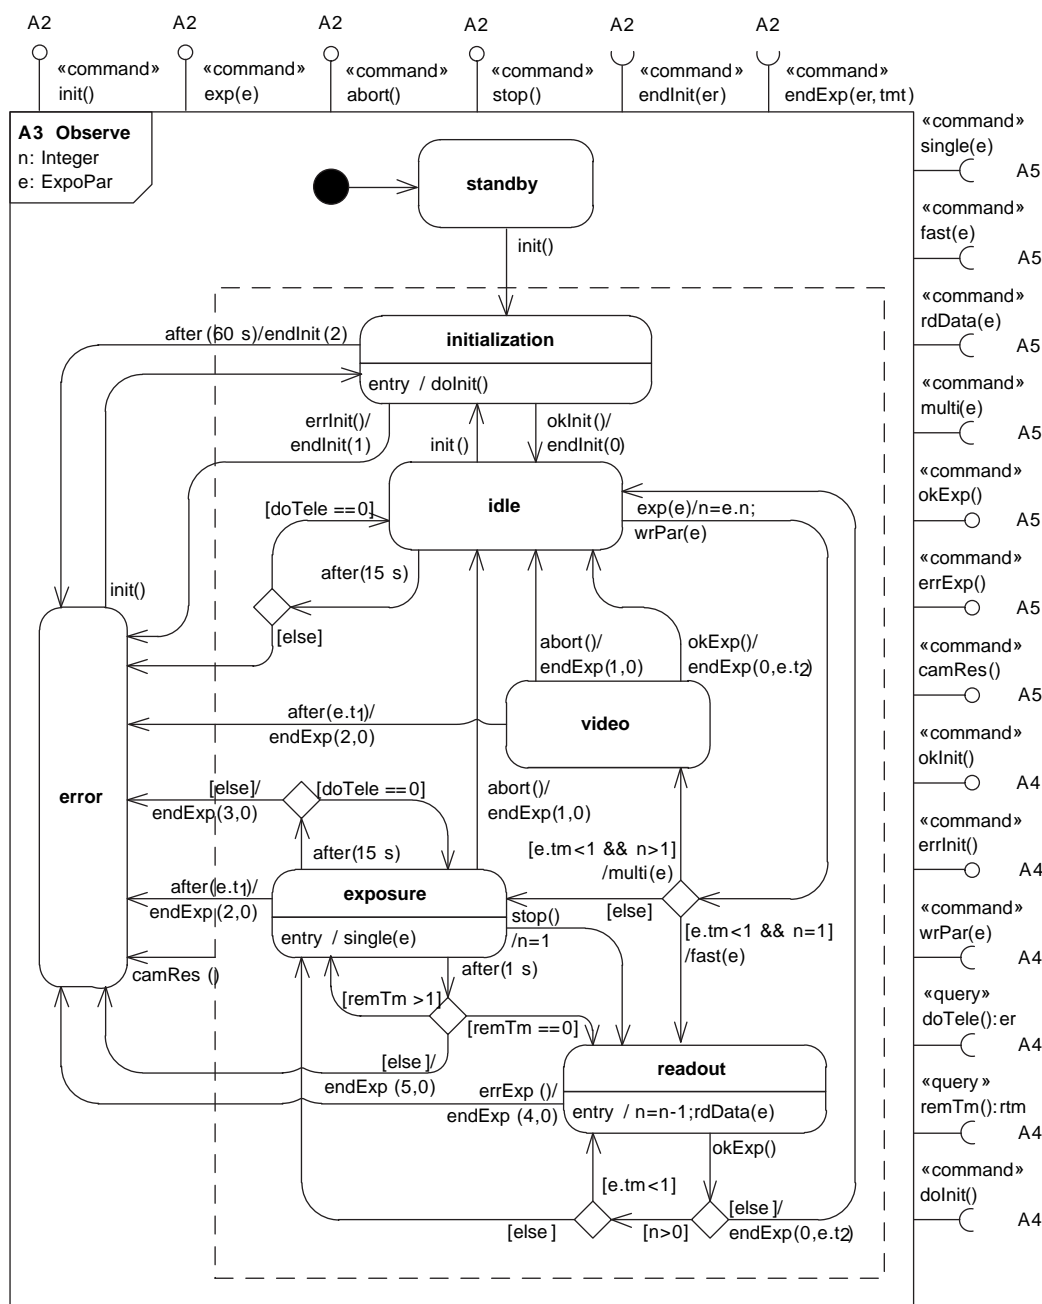 A2
A2
A2
A2
A2
A2
«command»
init()
«command»
exp(e)
«command»
abort()
«command»
stop()
«command»
endInit(er)
«command»
endExp(er,tmt)
A3 Observe
n: Integer
e: ExpoPar
standby
init()
after(60 s)/endInit(2)
initialization
entry / doInit()
errInit()/
endInit(1)
init()
okInit()/
endInit(0)
[doTele ==0]
idle
exp(e)/n=e.n;
wrPar(e)
after(15 s)
init()
[else]
abort()/
endExp(1,0)
okExp()/
endExp(0,e.t2)
after(e.t1)/
endExp(2,0)
video
error
[else]/
endExp(3,0)
[doTele ==0]
abort()/
endExp(1,0)
after(15 s)
[e.tm<1 && n>1]
/multi(e)
after(e.t1)/
endExp(2,0)
exposure
entry / single(e)
[else]
stop()
/n=1
[e.tm<1 && n=1]
/fast(e)
camRes ()
after(1 s)
[remTm >1]
[remTm ==0]
[else]/
endExp (5,0)
readout
entry / n=n-1;rdData(e)
errExp ()/
endExp (4,0)
okExp()
[e.tm<1]
[else]
[n>0]
[else]/
endExp(0,e.t2)
«command»
single(e)
A5
«command»
fast(e)
A5
«command»
rdData(e)
A5
«command»
multi(e)
A5
«command»
okExp()
A5
«command»
errExp()
A5
«command»
camRes()
A5
«command»
okInit()
A4
«command»
errInit()
A4
«command»
wrPar(e)
A4
«query»
doTele():er
A4
«query»
remTm():rtm
A4
«command»
doInit()
A4